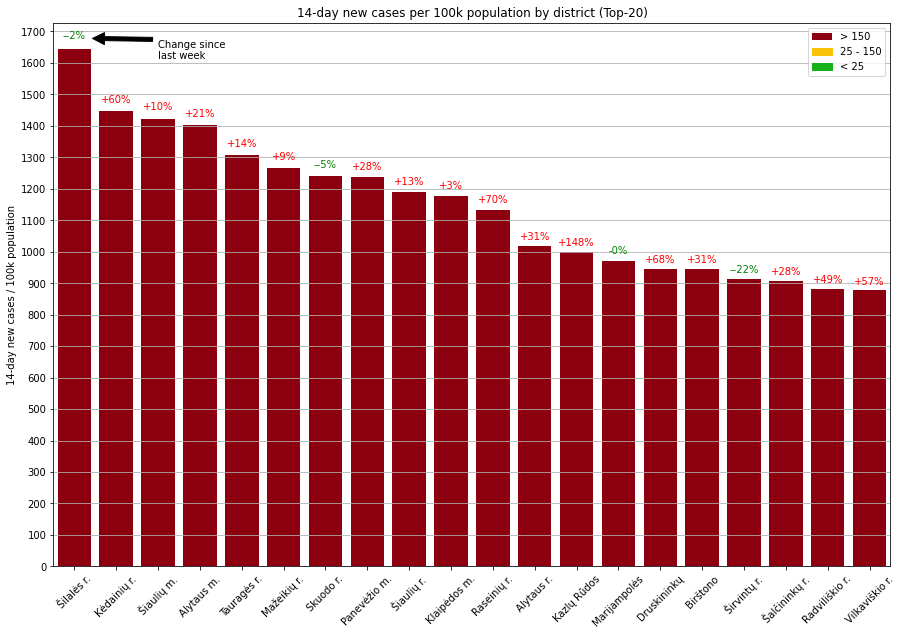 14-day new cases per 100k population by district (Top-20)
14-day new cases / 100k population
1700
1600
1500
1400
1300
1200
1100
1000
900
800
700
600
500
400
300
200
100
0
−2%
Change since
last week
+60%
+10%
+21%
+14%
+9%
−5%
+28%
+13%
+3%
+70%
+31%
+148%
-0%
+68%
+31%
−22%
+28%
+49%
+57%
> 150
25 - 150
< 25
Šilalės r.
Kėdainių r.
Šiaulių m.
Alytaus m.
Tauragės r.
Mažeikių r.
Skuodo r.
Panevėžio m.
Šiaulių r.
Klaipėdos m.
Raseinių r.
Alytaus r.
Kazlų Rūdos
Marijampolės
Druskininkų
Birštono
Širvintų r.
Šalčininkų r.
Radviliškio r.
Vilkaviškio r.